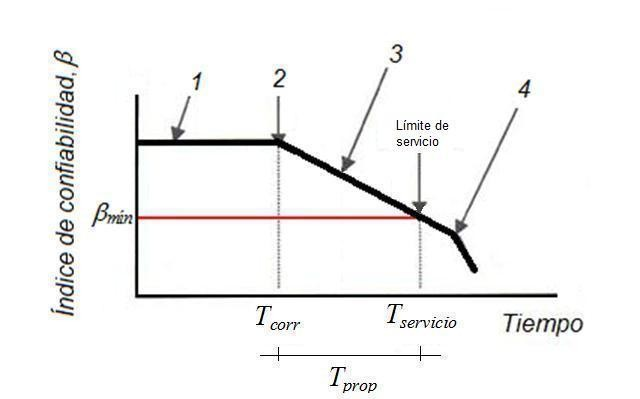 Índice de confiabilidad, β
1
2
3
4
Límite de
servicio
βmín
Tcorr
Tservicio
Tiempo
Tprop